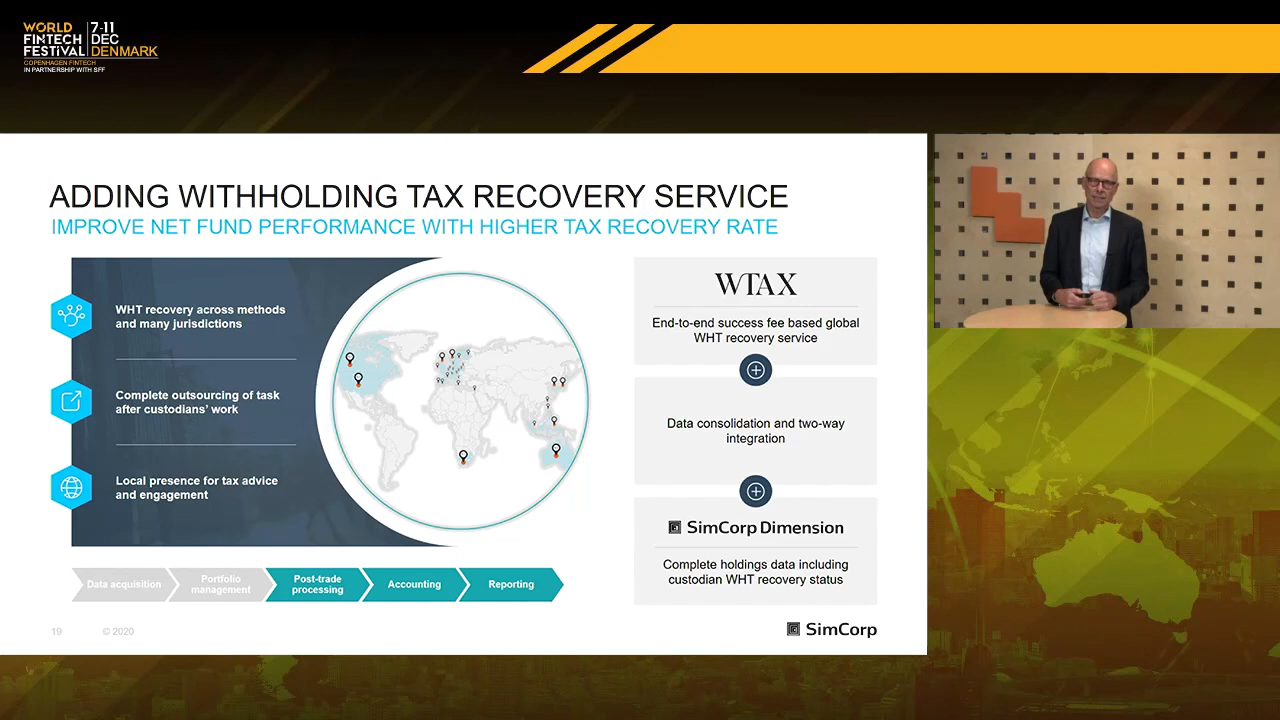 WORLD
FINTECH
FESTIVAL
7-11
DEC
DENMARK
COPENHAGEN FINTECH
IN PARTNERSHIP WITH SFF
ADDING WITHHOLDING TAX RECOVERY SERVICE
IMPROVE NET FUND PERFORMANCE WITH HIGHER TAX RECOVERY RATE
WHT recovery across methods
and many jurisdictions
Complete outsourcing of task
after custodians' work
Local presence for tax advice
and engagement
WTAX
End-to-end success fee based global
WHT recovery service
Data consolidation and two-way
integration
SimCorp Dimension
Complete holdings data including
custodian WHT recovery status
Data acquisition
Portfolio
management
Post-trade
processing
Accounting
Reporting
19
© 2020
SimCorp